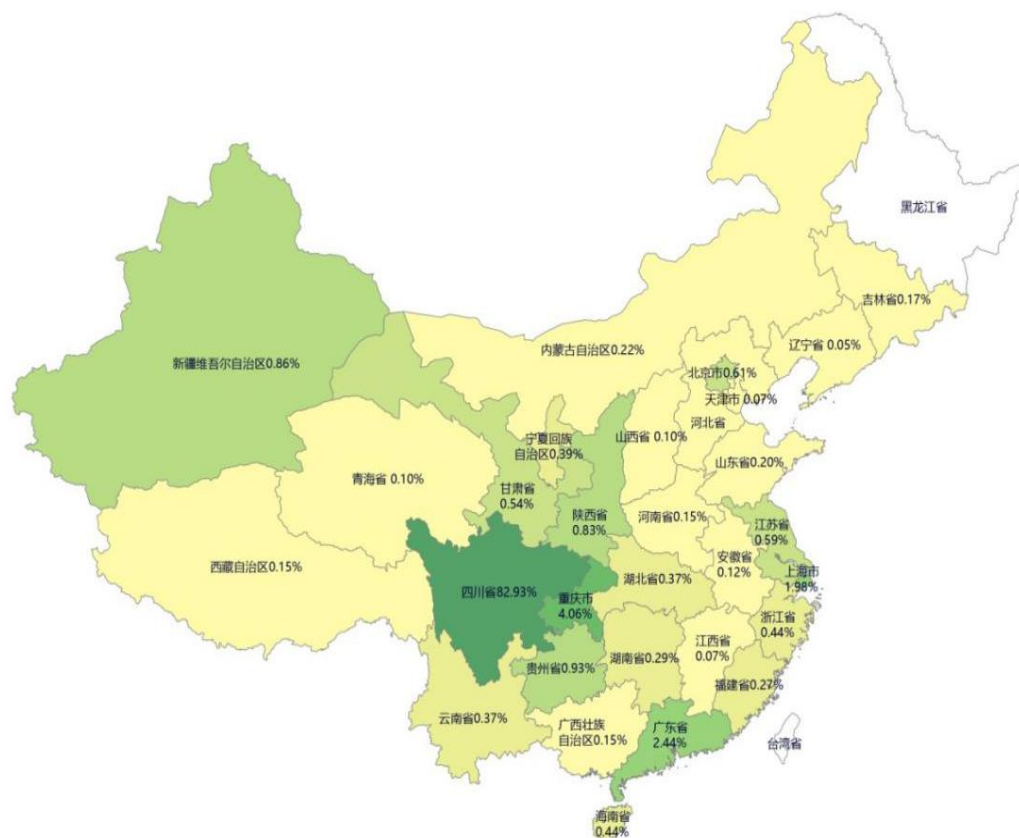 黑龙江省
吉林省0.17%
辽宁省 0.05%
内蒙古自治区0.22%
新疆维吾尔自治区0.86%
北京市0.61%
天津市 0.07%
河北省
宁夏回族
自治区0.39%
山西省 0.10%
山东省0.20%
青海省 0.10%
甘肃省
0.54%
陕西省
0.83%
河南省0.15%
江苏省
0.59%
安徽省
0.12%
上海市
1.98%
西藏自治区0.15%
四川省82.93%
重庆市
4.06%
湖北省0.37%
浙江省
0.44%
贵州省0.93%
湖南省0.29%
江西省
0.07%
福建省0.27%
云南省0.37%
广西壮族
自治区0.15%
广东省
2.44%
台湾省
海南省
0.44%